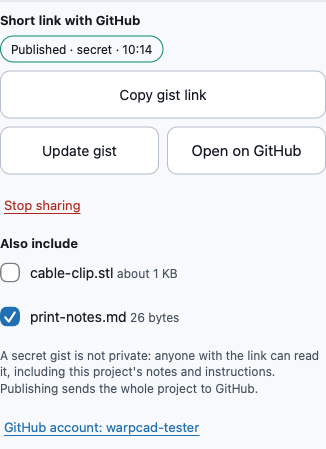 Short link with GitHub
Published · secret · 10:14
Copy gist link
Update gist
Open on GitHub
Stop sharing
Also include
cable-clip.stl about 1 KB
print-notes.md 26 bytes
A secret gist is not private: anyone with the link can read
it, including this project's notes and instructions.
Publishing sends the whole project to GitHub.
GitHub account: warpcad-tester